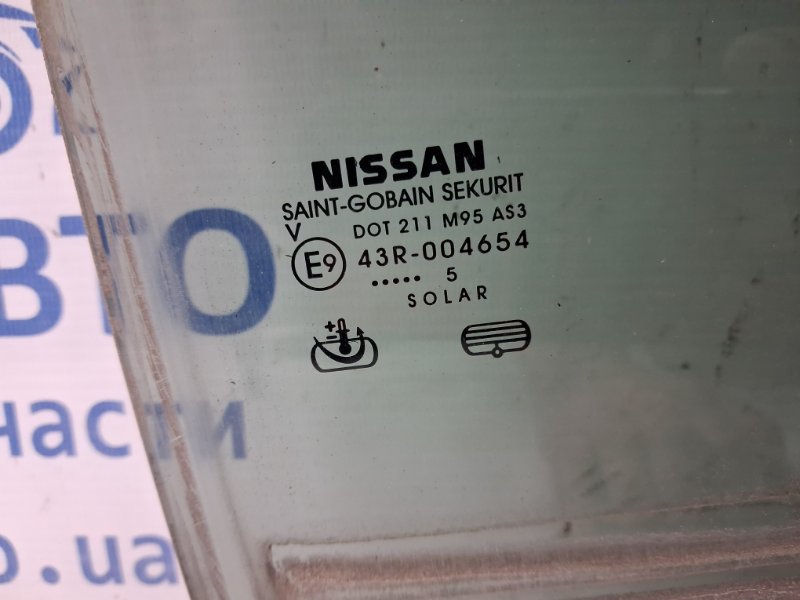 NISSAN
SAINT-GOBAIN SEKURIT
V DOT 211 M95 AS3
E9 43R-004654
..... 5
SOLAR
+
−
ВТО
части
.ua